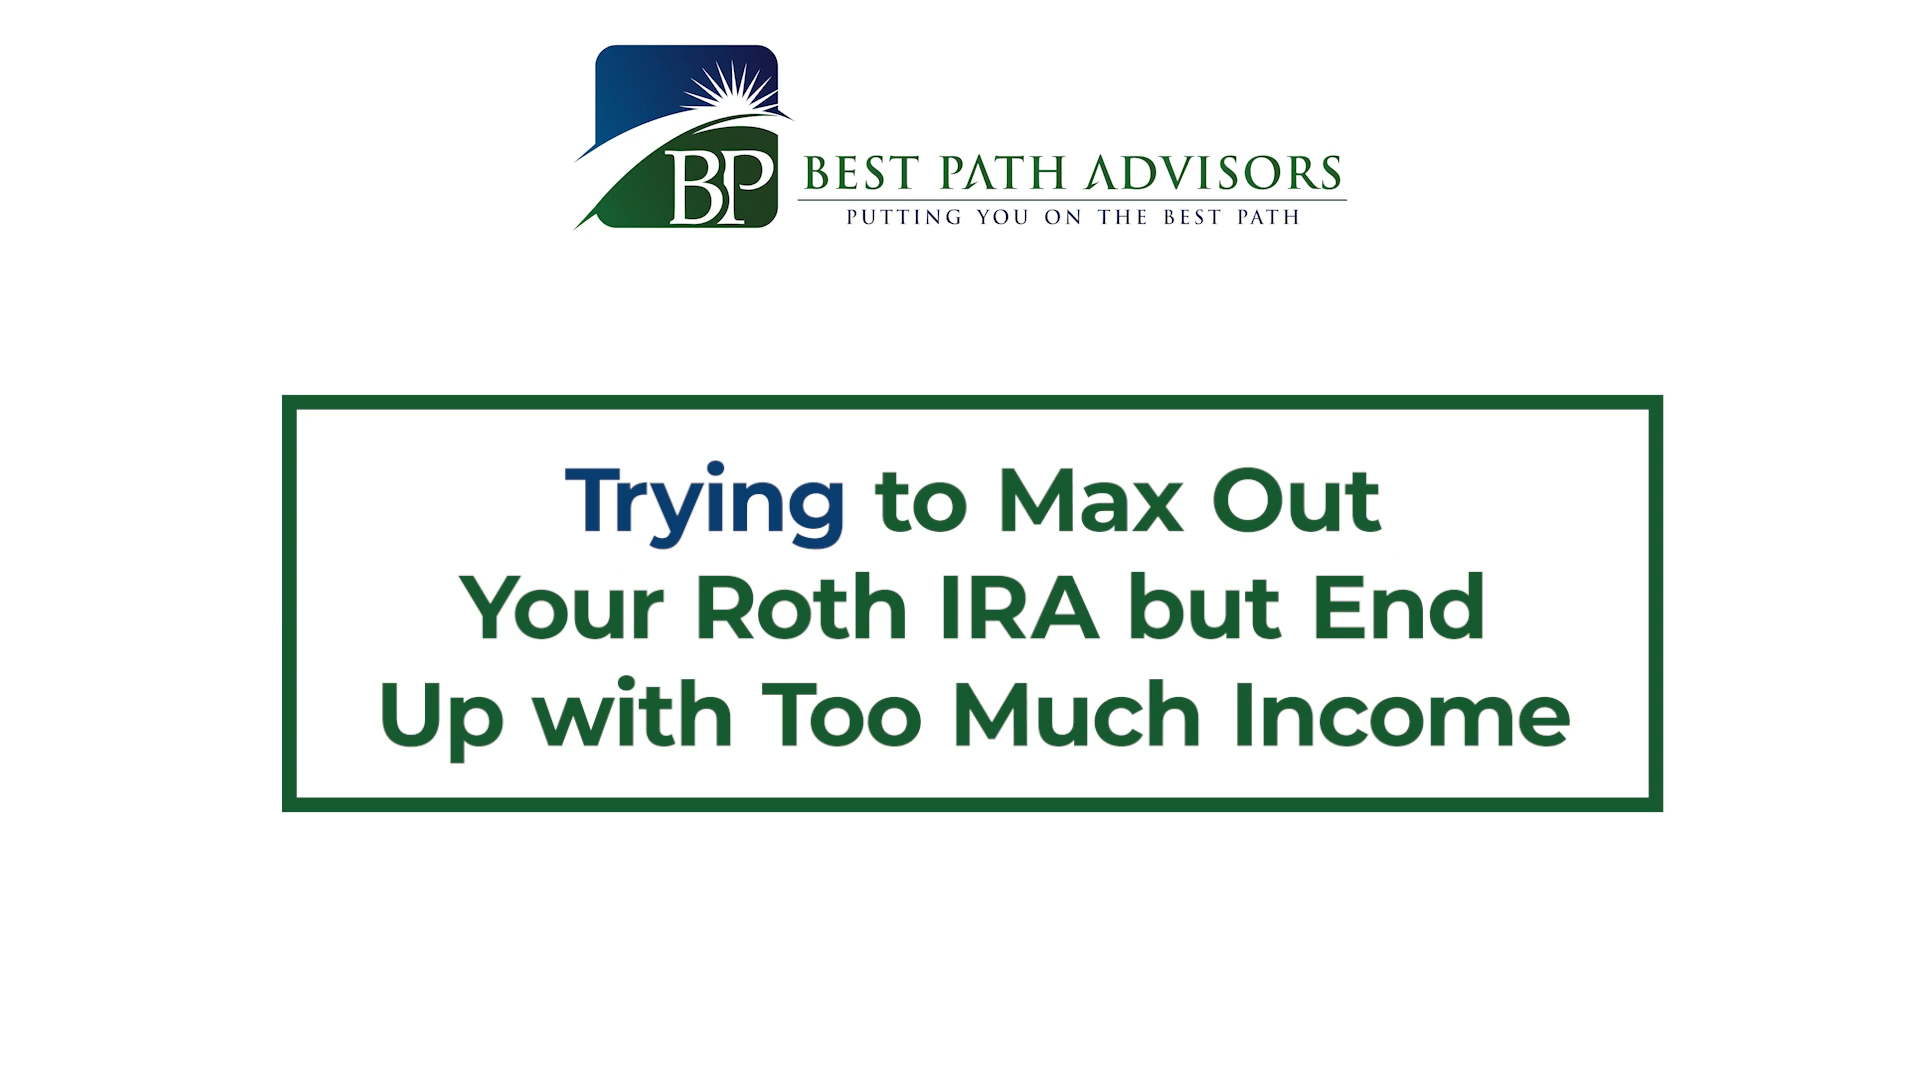 BP
BEST PATH ADVISORS
PUTTING YOU ON THE BEST PATH
Trying to Max Out
Your Roth IRA but End
Up with Too Much Income